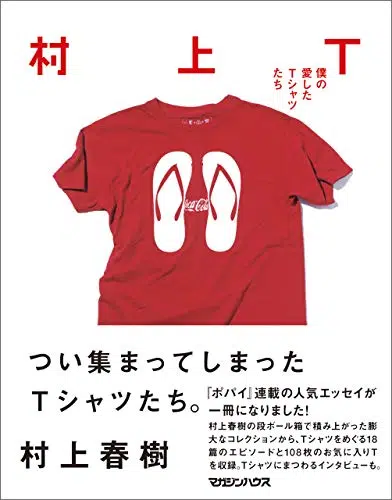 村上T
僕の
愛した
Tシャツ
たち
Coca-Cola
つい集まってしまった
Tシャツたち。
村上春樹
『ポパイ』連載の人気エッセイが
一冊になりました!
村上春樹の段ボール箱で積み上がった膨
大なコレクションから、Tシャツをめぐる18
篇のエピソードと108枚のお気に入りT
を収録。Tシャツにまつわるインタビューも。
マガジンハウス